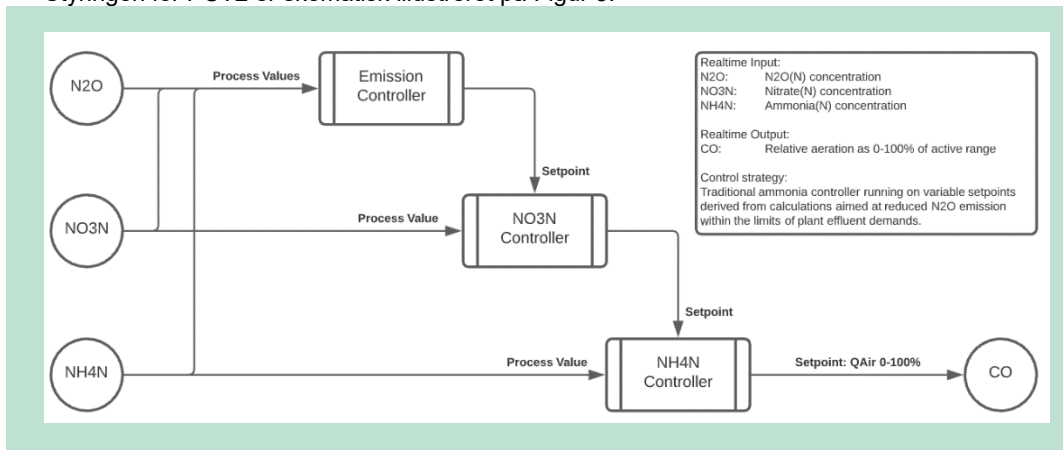 N2O
Process Values
Emission
Controller
Realtime Input:
N2O: N2O(N) concentration
NO3N: Nitrate(N) concentration
NH4N: Ammonia(N) concentration
Realtime Output:
CO: Relative aeration as 0-100% of active range
Control strategy:
Traditional ammonia controller running on variable setpoints
derived from calculations aimed at reduced N2O emission
within the limits of plant effluent demands.
Setpoint
NO3N
Process Value
NO3N
Controller
Setpoint
NH4N
Process Value
NH4N
Controller
Setpoint: QAir 0-100%
CO